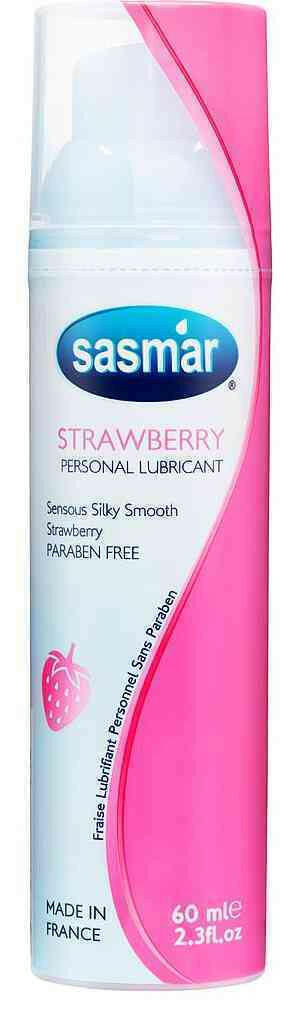 sasmar®
STRAWBERRY
PERSONAL LUBRICANT
Sensous Silky Smooth
Strawberry
PARABEN FREE
Fraise Lubrifiant Personnel Sans Paraben
MADE IN
FRANCE
60 ml℮
2.3fl.oz